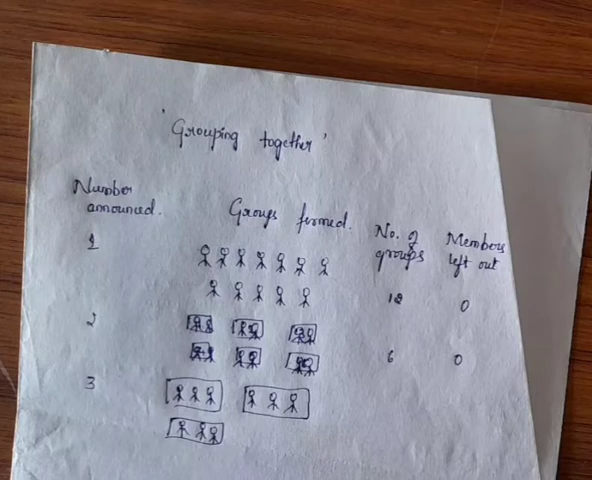 'Grouping together'
Number announced. Groups formed. No. of groups Members left out
1 12 0
2 6 0
3